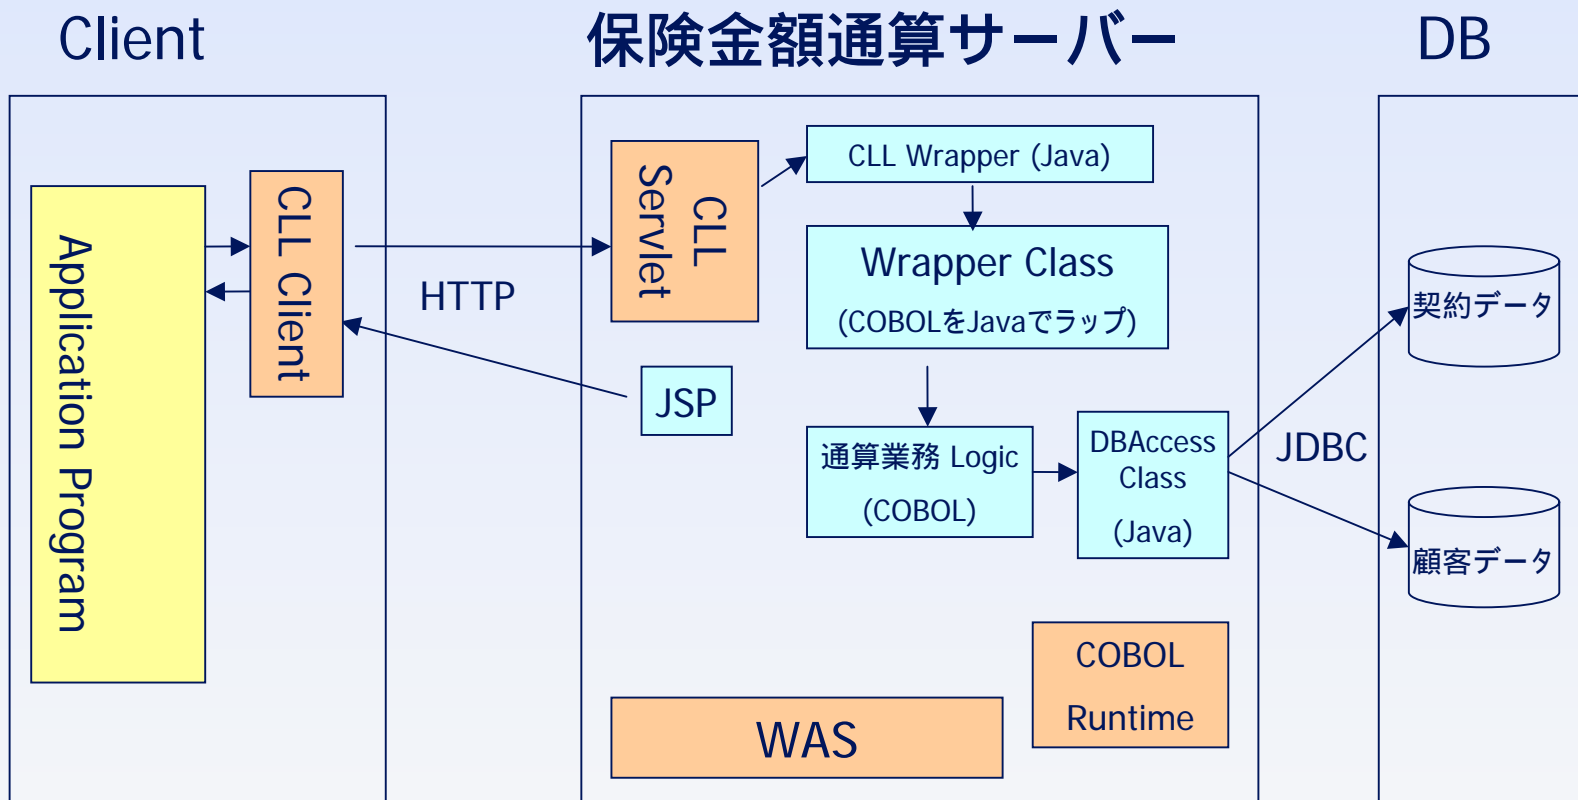 Client
保険金額通算サーバー
DB
Application Program
CLL Client
HTTP
CLL
Servlet
CLL Wrapper (Java)
Wrapper Class
(COBOLをJavaでラップ)
JSP
通算業務 Logic
(COBOL)
DBAccess
Class
(Java)
JDBC
契約データ
顧客データ
COBOL
Runtime
WAS